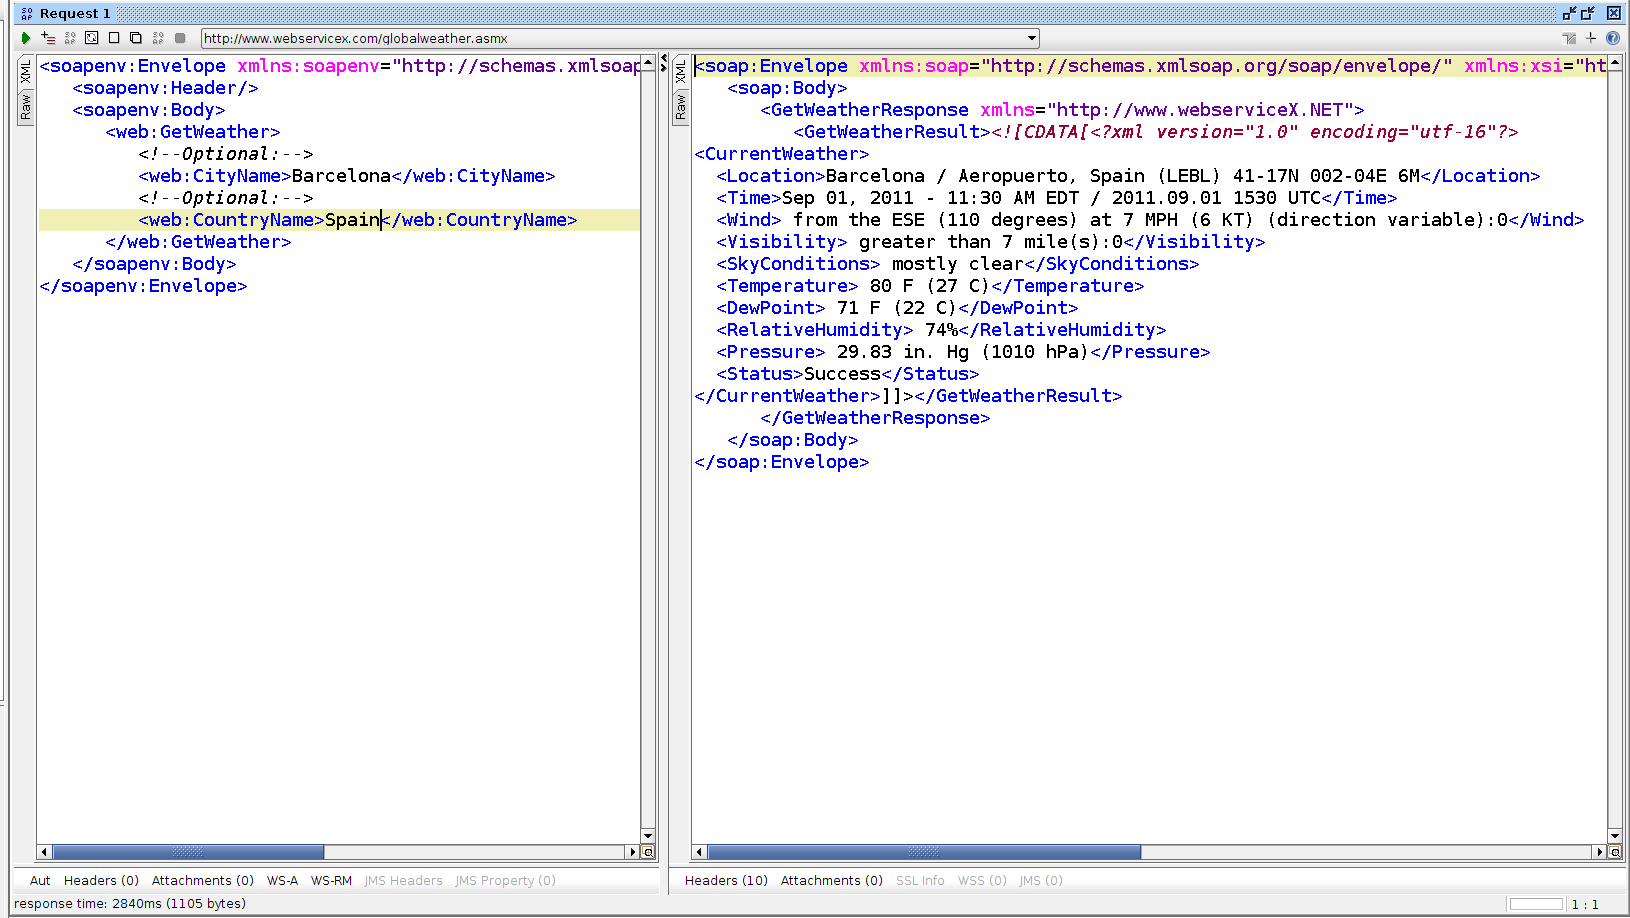 Request 1
http://www.webservicex.com/globalweather.asmx
XML
Raw
<soapenv:Envelope xmlns:soapenv="http://schemas.xmlsoap
<soapenv:Header/>
<soapenv:Body>
<web:GetWeather>
<!--Optional:-->
<web:CityName>Barcelona</web:CityName>
<!--Optional:-->
<web:CountryName>Spain</web:CountryName>
</web:GetWeather>
</soapenv:Body>
</soapenv:Envelope>
XML
Raw
<soap:Envelope xmlns:soap="http://schemas.xmlsoap.org/soap/envelope/" xmlns:xsi="ht
<soap:Body>
<GetWeatherResponse xmlns="http://www.webserviceX.NET">
<GetWeatherResult><![CDATA[<?xml version="1.0" encoding="utf-16"?>
<CurrentWeather>
<Location>Barcelona / Aeropuerto, Spain (LEBL) 41-17N 002-04E 6M</Location>
<Time>Sep 01, 2011 - 11:30 AM EDT / 2011.09.01 1530 UTC</Time>
<Wind> from the ESE (110 degrees) at 7 MPH (6 KT) (direction variable):0</Wind>
<Visibility> greater than 7 mile(s):0</Visibility>
<SkyConditions> mostly clear</SkyConditions>
<Temperature> 80 F (27 C)</Temperature>
<DewPoint> 71 F (22 C)</DewPoint>
<RelativeHumidity> 74%</RelativeHumidity>
<Pressure> 29.83 in. Hg (1010 hPa)</Pressure>
<Status>Success</Status>
</CurrentWeather>]]></GetWeatherResult>
</GetWeatherResponse>
</soap:Body>
</soap:Envelope>
Aut Headers (0) Attachments (0) WS-A WS-RM JMS Headers JMS Property (0)
Headers (10) Attachments (0) SSL Info WSS (0) JMS (0)
response time: 2840ms (1105 bytes)
1 : 1